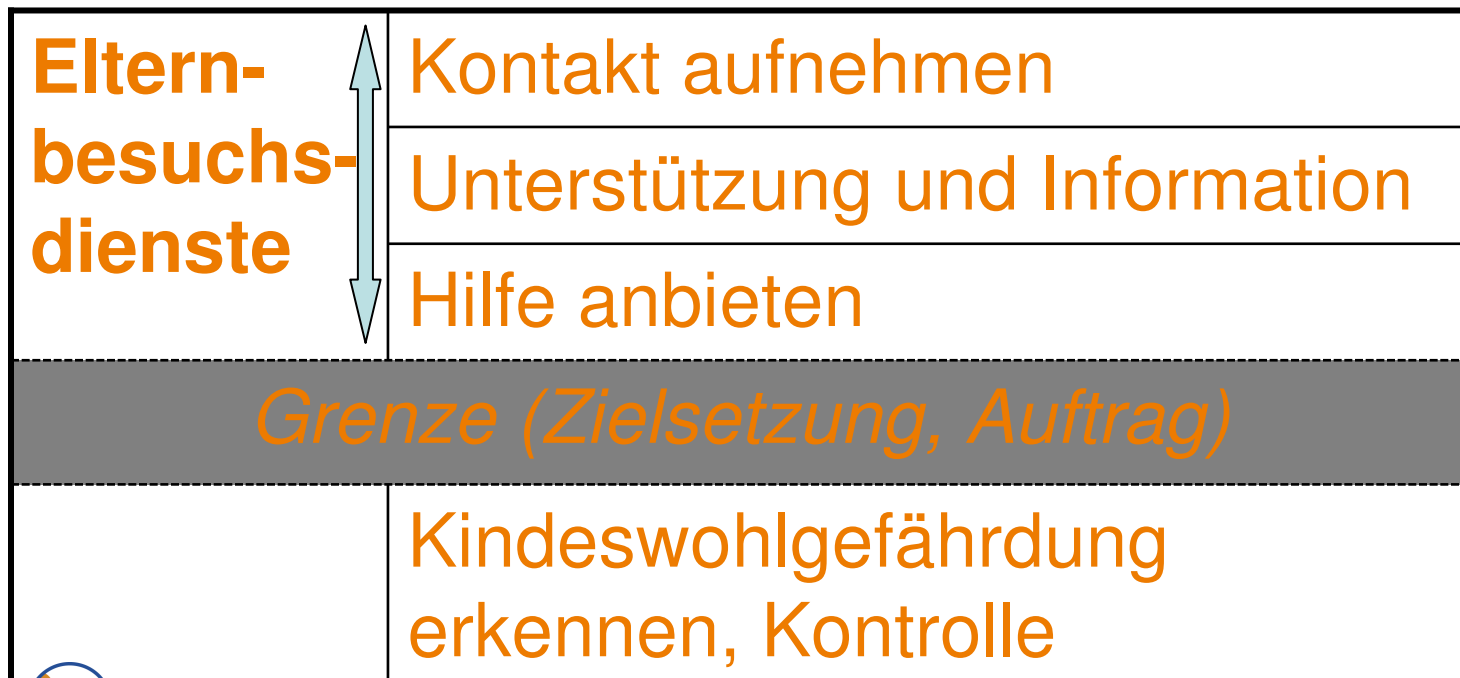 Eltern-
besuchs-
dienste
Kontakt aufnehmen
Unterstützung und Information
Hilfe anbieten
Grenze (Zielsetzung, Auftrag)
Kindeswohlgefährdung
erkennen, Kontrolle